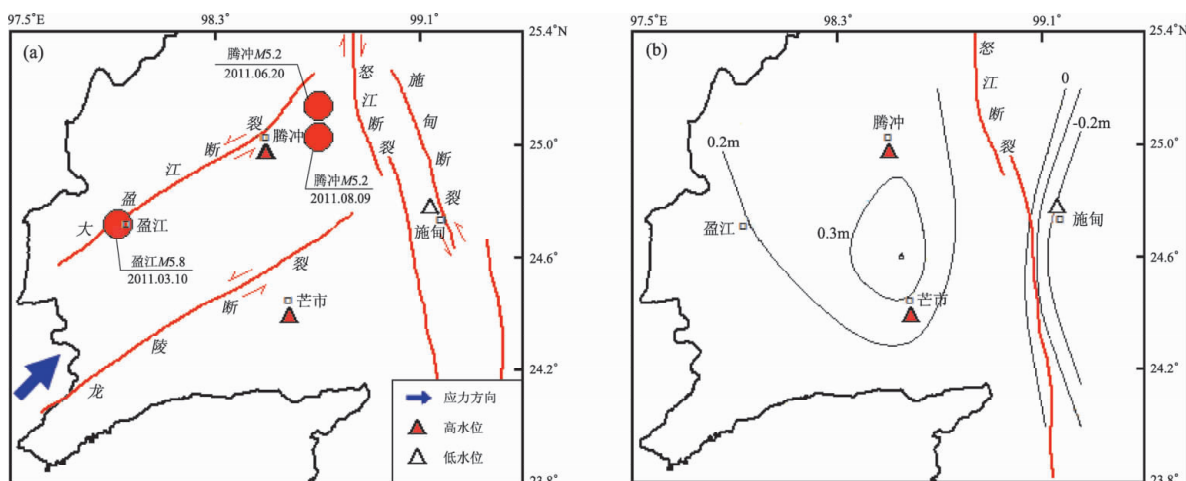 97.5°E
98.3°
99.1°
25.4°N
25.0°
24.6°
24.2°
23.8°
(a)
腾冲M5.2
2011.06.20
腾冲M5.2
2011.08.09
盈江M5.8
2011.03.10
大盈江断裂
怒江断裂
施甸断裂
龙陵断裂
腾冲
盈江
芒市
施甸
应力方向
高水位
低水位
97.5°E
98.3°
99.1°
25.4°N
25.0°
24.6°
24.2°
23.8°
(b)
怒江断裂
0
-0.2m
0.2m
0.3m
腾冲
盈江
施甸
芒市